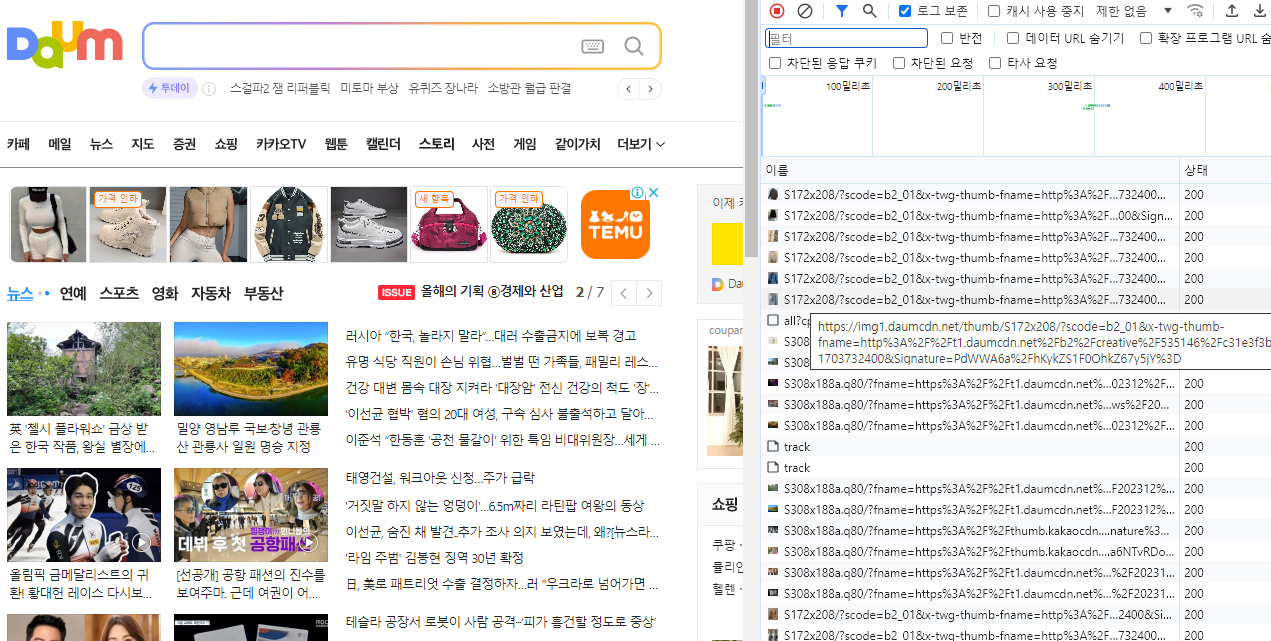 Daum
투데이
스걸파2 잼 리퍼블릭 미토마 부상 유퀴즈 장나라 소방관 월급 판결
카페 메일 뉴스 지도 증권 쇼핑 카카오TV 웹툰 캘린더 스토리 사전 게임 같이가치 더보기
가격 인하
새 항목
가격 인하
TEMU
뉴스 연예 스포츠 영화 자동차 부동산
ISSUE 올해의 기획 ⑧경제와 산업 2 / 7
러시아 “한국, 놀라지 말라”…대러 수출금지에 보복 경고
유명 식당 직원이 손님 위협…벌벌 떤 가족들, 패밀리 레스…
건강 대변 몸속 대장 지켜라 '대장암' 전신 건강의 척도 '장'…
'이선균 협박' 혐의 20대 여성, 구속 심사 불출석하고 달아…
이준석 “한동훈 '공천 물갈이' 위한 특임 비대위원장…세게 …
英 '첼시 플라워쇼' 금상 받
은 한국 작품, 왕실 별장에…
밀양 영남루 국보·창녕 관룡
산 관룡사 일원 명승 지정
태영건설, 워크아웃 신청…주가 급락
'거짓말 하지 않는 엉덩이'…6.5m짜리 라틴팝 여왕의 동상
이선균, 숨진 채 발견…추가 조사 의지 보였는데, 왜?[뉴스라…
'라임 주범' 김봉현 징역 30년 확정
日, 美로 패트리엇 수출 결정하자…러 "우크라로 넘어가면 …
테슬라 공장서 로봇이 사람 공격…'피가 흥건할 정도로 중상'
데뷔 후 첫 공항패션
올림픽 금메달리스트의 귀
환! 황대헌 레이스 다시보…
[선공개] 공항 패션의 진수를
보여주마. 근데 여권이 어…
MBC
이제 카
Dau
coupar
쇼핑
쿠팡 ·
헬렌 ·
로그 보존 캐시 사용 중지 제한 없음
필터 반전 데이터 URL 숨기기 확장 프로그램 URL 숨
차단된 응답 쿠키 차단된 요청 타사 요청
100밀리초 200밀리초 300밀리초 400밀리초
이름 상태
S172x208/?scode=b2_01&x-twg-thumb-fname=http%3A%2F...732400... 200
S172x208/?scode=b2_01&x-twg-thumb-fname=http%3A%2F...00&Sign... 200
S172x208/?scode=b2_01&x-twg-thumb-fname=http%3A%2F...732400... 200
S172x208/?scode=b2_01&x-twg-thumb-fname=http%3A%2F...732400... 200
S172x208/?scode=b2_01&x-twg-thumb-fname=http%3A%2F...732400... 200
S172x208/?scode=b2_01&x-twg-thumb-fname=http%3A%2F...732400... 200
all?cp
S308
S308
https://img1.daumcdn.net/thumb/S172x208/?scode=b2_01&x-twg-thumb-
fname=http%3A%2F%2Ft1.daumcdn.net%2Fb2%2Fcreative%2F535146%2Fc31e3f3b
1703732400&Signature=PdWWA6a%2FhKykZS1F0OhkZ67y5jY%3D
S308x188a.q80/?fname=https%3A%2F%2Ft1.daumcdn.net%...02312%2F... 200
S308x188a.q80/?fname=https%3A%2F%2Ft1.daumcdn.net%...ws%2F20... 200
S308x188a.q80/?fname=https%3A%2F%2Ft1.daumcdn.net%...02312%2F... 200
track 200
track 200
S308x188a.q80/?fname=https%3A%2F%2Ft1.daumcdn.net%...F202312%... 200
S308x188a.q80/?fname=https%3A%2F%2Ft1.daumcdn.net%...F202312%... 200
S308x188a.q80/?fname=https%3A%2F%2Fthumb.kakaocdn....nature%3... 200
S308x188a.q80/?fname=https%3A%2F%2Fthumb.kakaocdn....a6NTvRDo... 200
S308x188a.q80/?fname=https%3A%2F%2Ft1.daumcdn.net%...%2F20231... 200
S308x188a.q80/?fname=https%3A%2F%2Ft1.daumcdn.net%...%2F20231... 200
S172x208/?scode=b2_01&x-twg-thumb-fname=http%3A%2F...2400&Si... 200
S172x208/?scode=b2_01&x-twg-thumb-fname=http%3A%2F...732400... 200